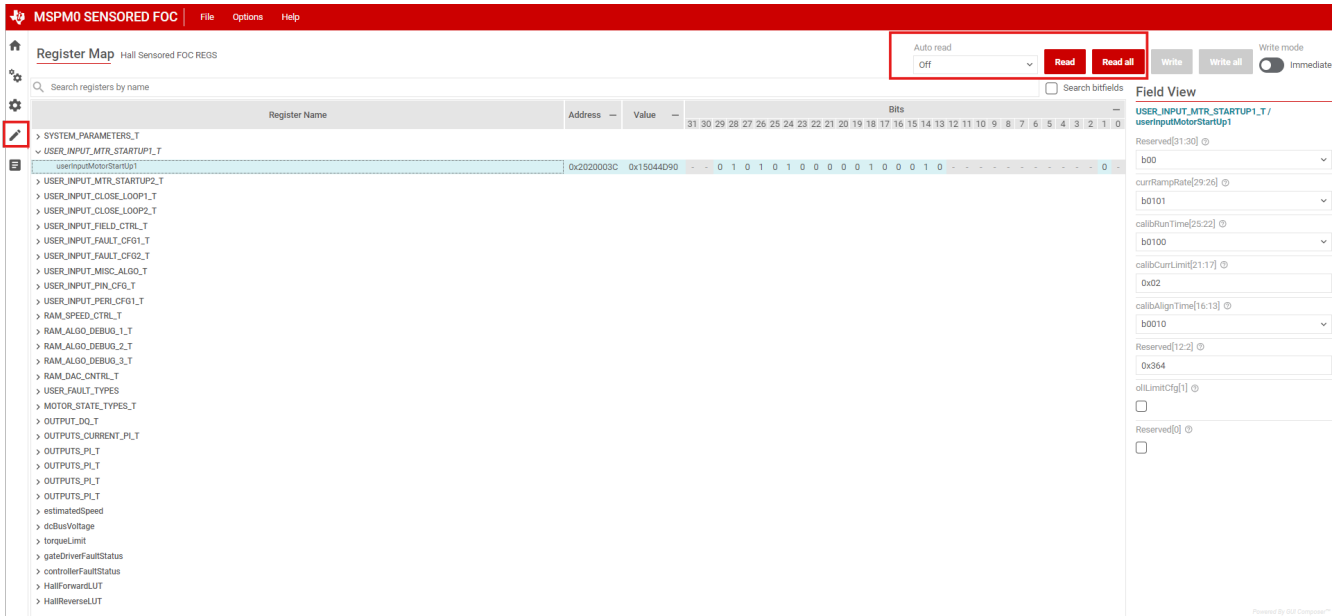 MSPM0 SENSORED FOC File Options Help
Register Map Hall Sensored FOC REGS
Auto read
Off
Read
Read all
Write
Write all
Write mode
Immediate
Search registers by name
Search bitfields
Register Name Address Value Bits
31 30 29 28 27 26 25 24 23 22 21 20 19 18 17 16 15 14 13 12 11 10 9 8 7 6 5 4 3 2 1 0
SYSTEM_PARAMETERS_T
USER_INPUT_MTR_STARTUP1_T
userInputMotorStartUp1 0x2020003C 0x15044D90 - - 0 1 0 1 0 1 0 0 0 0 0 1 0 0 0 1 0 - - - - - - - - - - - 0 -
USER_INPUT_MTR_STARTUP2_T
USER_INPUT_CLOSE_LOOP1_T
USER_INPUT_CLOSE_LOOP2_T
USER_INPUT_FIELD_CTRL_T
USER_INPUT_FAULT_CFG1_T
USER_INPUT_FAULT_CFG2_T
USER_INPUT_MISC_ALGO_T
USER_INPUT_PIN_CFG_T
USER_INPUT_PERI_CFG1_T
RAM_SPEED_CTRL_T
RAM_ALGO_DEBUG_1_T
RAM_ALGO_DEBUG_2_T
RAM_ALGO_DEBUG_3_T
RAM_DAC_CNTRL_T
USER_FAULT_TYPES
MOTOR_STATE_TYPES_T
OUTPUT_DQ_T
OUTPUTS_CURRENT_PI_T
OUTPUTS_PI_T
OUTPUTS_PI_T
OUTPUTS_PI_T
OUTPUTS_PI_T
estimatedSpeed
dcBusVoltage
torqueLimit
gateDriverFaultStatus
controllerFaultStatus
HallForwardLUT
HallReverseLUT
Field View
USER_INPUT_MTR_STARTUP1_T /
userInputMotorStartUp1
Reserved[31:30]
b00
currRampRate[29:26]
b0101
calibRunTime[25:22]
b0100
calibCurrLimit[21:17]
0x02
calibAlignTime[16:13]
b0010
Reserved[12:2]
0x364
olILimitCfg[1]
Reserved[0]
Powered By GUI Composer™